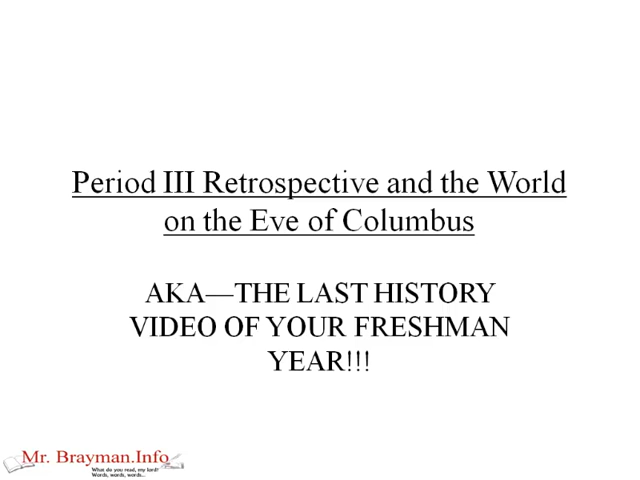 Period III Retrospective and the World
on the Eve of Columbus
AKA—THE LAST HISTORY
VIDEO OF YOUR FRESHMAN
YEAR!!!
Mr. Brayman.Info
What do you read, my lord?
Words, words, words...